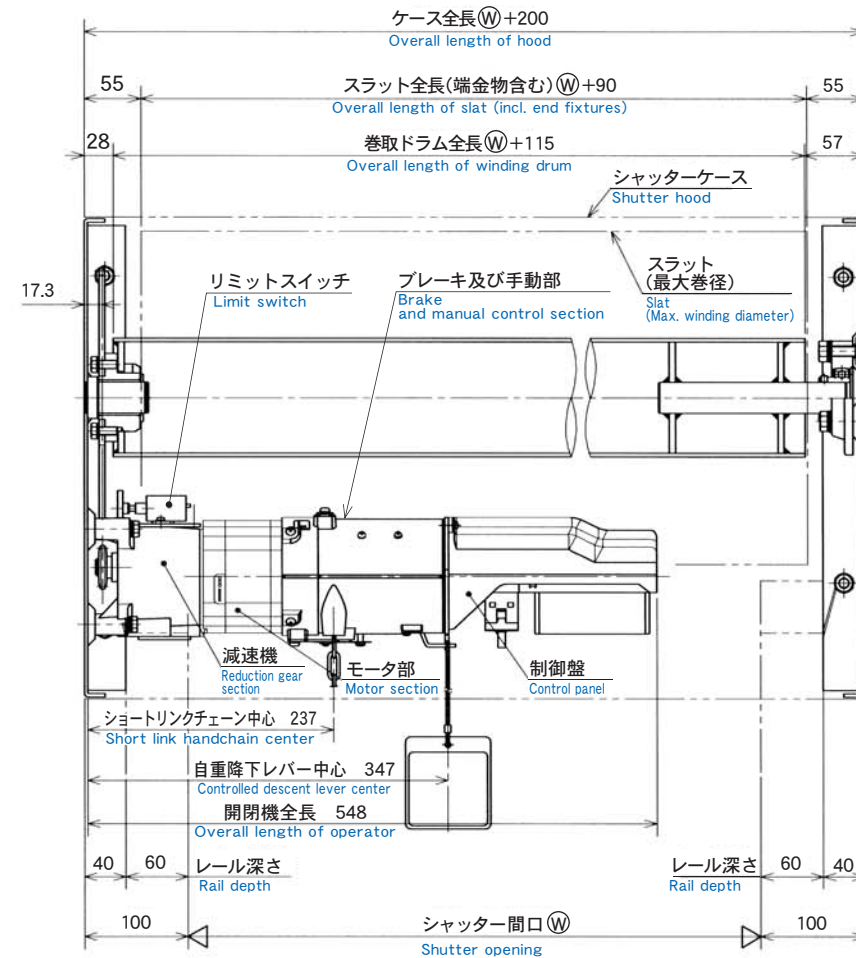 ケース全長Ⓦ+200
Overall length of hood
55
スラット全長(端金物含む)Ⓦ+90
55
Overall length of slat (incl. end fixtures)
28
巻取ドラム全長Ⓦ+115
57
Overall length of winding drum
シャッターケース
Shutter hood
スラット
(最大巻径)
Slat
(Max. winding diameter)
17.3
リミットスイッチ
Limit switch
ブレーキ及び手動部
Brake
and manual control section
減速機
Reduction gear
section
モータ部
Motor section
制御盤
Control panel
ショートリンクチェーン中心 237
Short link handchain center
自重降下レバー中心 347
Controlled descent lever center
開閉機全長 548
Overall length of operator
40
60
レール深さ
Rail depth
レール深さ
Rail depth
60
40
100
シャッター間口Ⓦ
100
Shutter opening